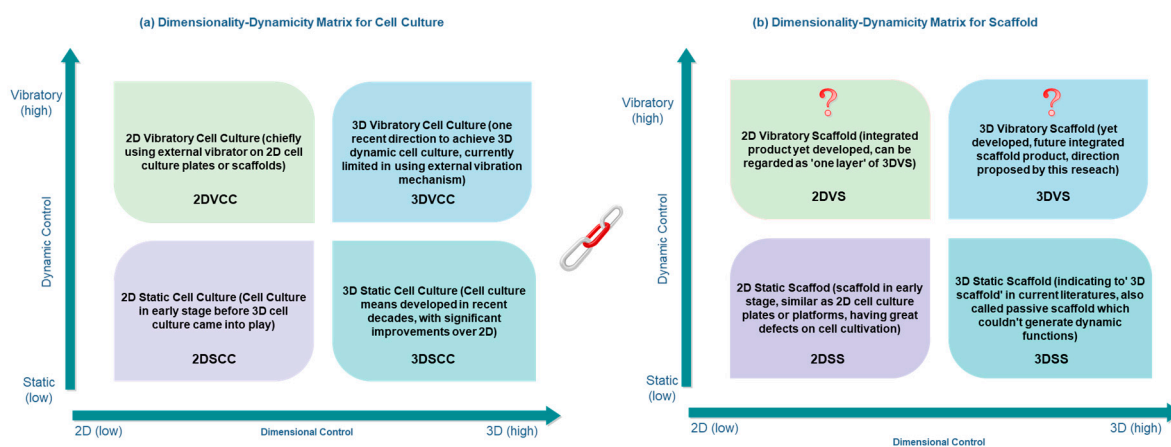 (a) Dimensionality-Dynamicity Matrix for Cell Culture
Vibratory
(high)
Dynamic Control
Static
(low)
2D Vibratory Cell Culture (chiefly
using external vibrator on 2D cell
culture plates or scaffolds)
2DVCC
3D Vibratory Cell Culture (one
recent direction to achieve 3D
dynamic cell culture, currently
limited in using external vibration
mechanism)
3DVCC
2D Static Cell Culture (Cell Culture
in early stage before 3D cell
culture came into play)
2DSCC
3D Static Cell Culture (Cell culture
means developed in recent
decades, with significant
improvements over 2D)
3DSCC
2D (low)
Dimensional Control
3D (high)
(b) Dimensionality-Dynamicity Matrix for Scaffold
Vibratory
(high)
Dynamic Control
Static
(low)
?
2D Vibratory Scaffold (integrated
product yet developed, can be
regarded as 'one layer' of 3DVS)
2DVS
?
3D Vibratory Scaffold (yet
developed, future integrated
scaffold product, direction
proposed by this reseach)
3DVS
2D Static Scaffod (scaffold in early
stage, similar as 2D cell culture
plates or platforms, having great
defects on cell cultivation)
2DSS
3D Static Scaffold (indicating to' 3D
scaffold' in current literatures, also
called passive scaffold which
couldn't generate dynamic
functions)
3DSS
2D (low)
Dimensional Control
3D (high)